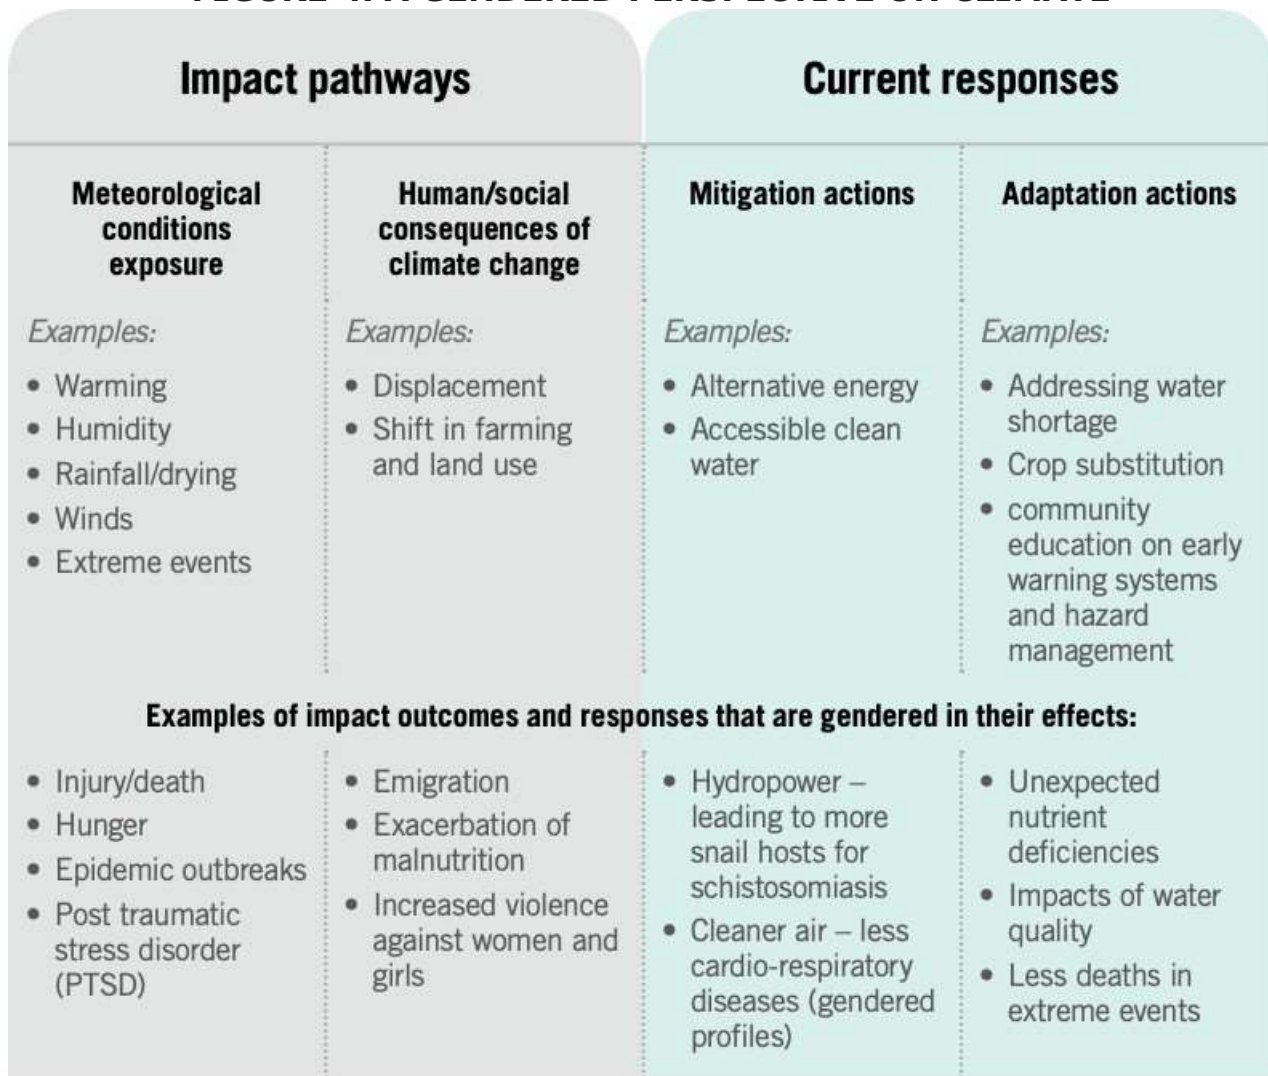 Impact pathways
Current responses
Meteorological
conditions
exposure
Human/social
consequences of
climate change
Mitigation actions
Adaptation actions
Examples:
• Warming
• Humidity
• Rainfall/drying
• Winds
• Extreme events
Examples:
• Displacement
• Shift in farming
and land use
Examples:
• Alternative energy
• Accessible clean
water
Examples:
• Addressing water
shortage
• Crop substitution
• community
education on early
warning systems
and hazard
management
Examples of impact outcomes and responses that are gendered in their effects:
• Injury/death
• Hunger
• Epidemic outbreaks
• Post traumatic
stress disorder
(PTSD)
• Emigration
• Exacerbation of
malnutrition
• Increased violence
against women and
girls
• Hydropower –
leading to more
snail hosts for
schistosomiasis
• Cleaner air – less
cardio-respiratory
diseases (gendered
profiles)
• Unexpected
nutrient
deficiencies
• Impacts of water
quality
• Less deaths in
extreme events